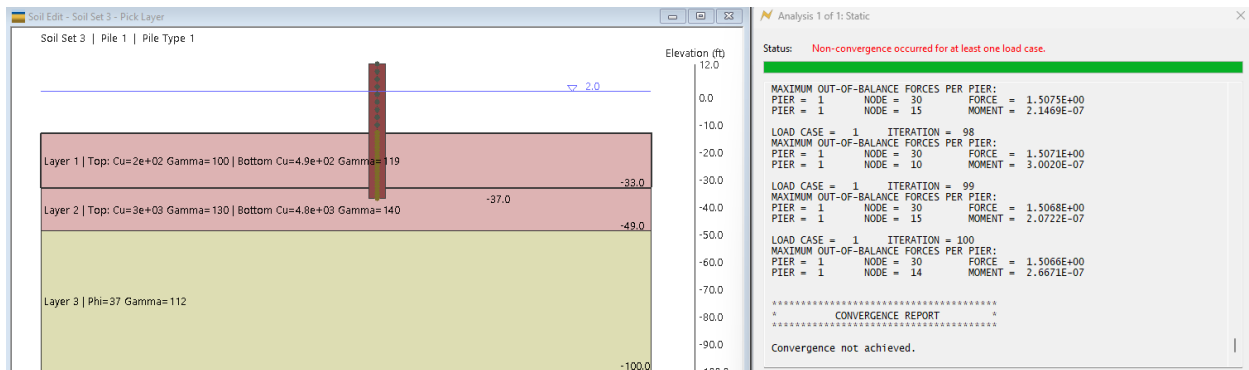 Soil Edit - Soil Set 3 - Pick Layer
Soil Set 3 | Pile 1 | Pile Type 1
Elevation (ft)
12.0
2.0
0.0
-10.0
Layer 1 | Top: Cu=2e+02 Gamma=100 | Bottom Cu=4.9e+02 Gamma=119
-20.0
-33.0
-30.0
-37.0
Layer 2 | Top: Cu=3e+03 Gamma=130 | Bottom Cu=4.8e+03 Gamma=140
-40.0
-49.0
-50.0
-60.0
Layer 3 | Phi=37 Gamma=112
-70.0
-80.0
-90.0
-100.0
Analysis 1 of 1: Static
Status: Non-convergence occurred for at least one load case.
MAXIMUM OUT-OF-BALANCE FORCES PER PIER:
PIER = 1 NODE = 30 FORCE = 1.5075E+00
PIER = 1 NODE = 15 MOMENT = 2.1469E-07
LOAD CASE = 1 ITERATION = 98
MAXIMUM OUT-OF-BALANCE FORCES PER PIER:
PIER = 1 NODE = 30 FORCE = 1.5071E+00
PIER = 1 NODE = 10 MOMENT = 3.0020E-07
LOAD CASE = 1 ITERATION = 99
MAXIMUM OUT-OF-BALANCE FORCES PER PIER:
PIER = 1 NODE = 30 FORCE = 1.5068E+00
PIER = 1 NODE = 15 MOMENT = 2.0722E-07
LOAD CASE = 1 ITERATION = 100
MAXIMUM OUT-OF-BALANCE FORCES PER PIER:
PIER = 1 NODE = 30 FORCE = 1.5066E+00
PIER = 1 NODE = 14 MOMENT = 2.6671E-07
****************************************
* CONVERGENCE REPORT *
****************************************
Convergence not achieved.